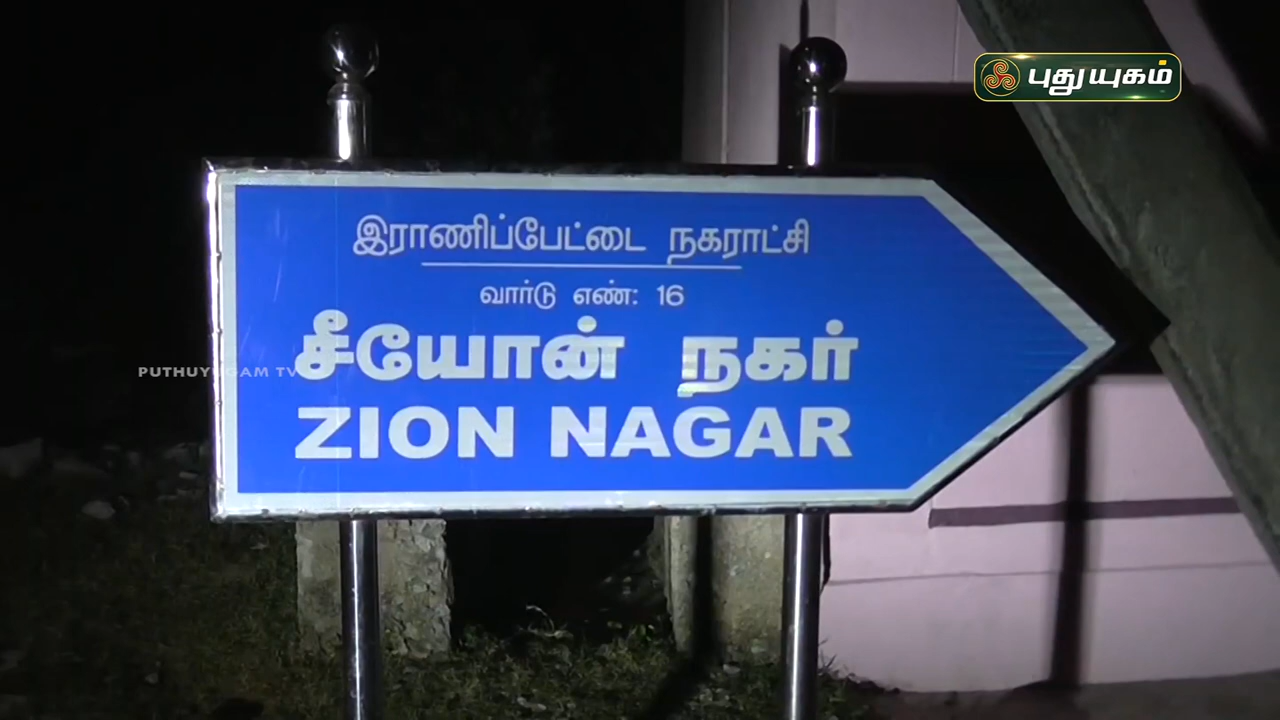 புதுயுகம்
இராணிப்பேட்டை நகராட்சி
வார்டு எண்: 16
சீயோன் நகர்
PUTHUYUGAM TV
ZION NAGAR